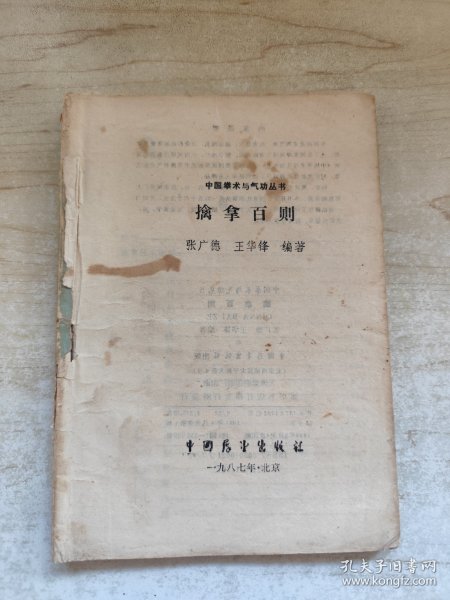 中国拳术与气功丛书
擒拿百则
张广德 王华锋 编著
中国展望出版社
一九八七年·北京
孔夫子旧书网
www.kongfz.com